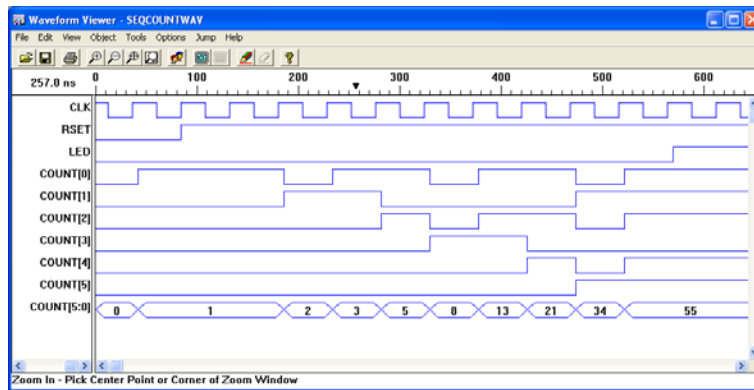 Waveform Viewer - SEQCOUNTWAV
File Edit View Object Tools Options Jump Help
257.0 ns 0 100 200 300 400 500 600
CLK
RSET
LED
COUNT[0]
COUNT[1]
COUNT[2]
COUNT[3]
COUNT[4]
COUNT[5]
COUNT[5:0] 0 1 2 3 5 8 13 21 34 55
Zoom In - Pick Center Point or Corner of Zoom Window